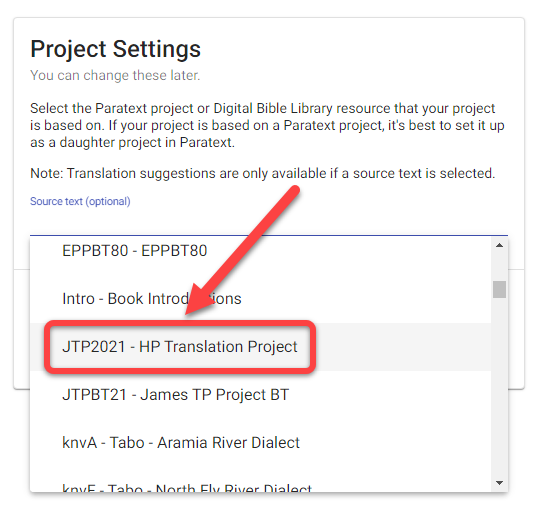 Project Settings
You can change these later.
Select the Paratext project or Digital Bible Library resource that your project
is based on. If your project is based on a Paratext project, it's best to set it up
as a daughter project in Paratext.
Note: Translation suggestions are only available if a source text is selected.
Source text (optional)
EPPBT80 - EPPBT80
Intro - Book Introductions
JTP2021 - HP Translation Project
JTPBT21 - James TP Project BT
knvA - Tabo - Aramia River Dialect
knvF - Tabo - North Fly River Dialect